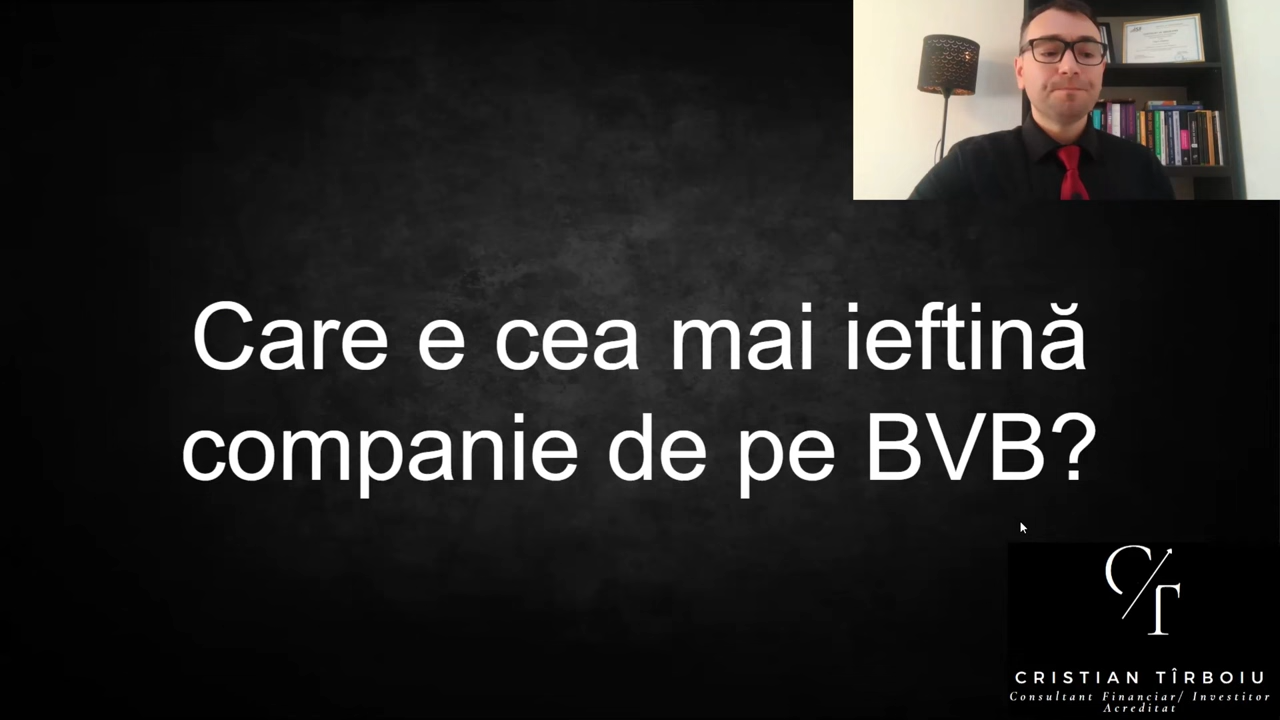 Care e cea mai ieftină
companie de pe BVB?
CT
CRISTIAN TÎRBOIU
Consultant Financiar/ Investitor
Acreditat